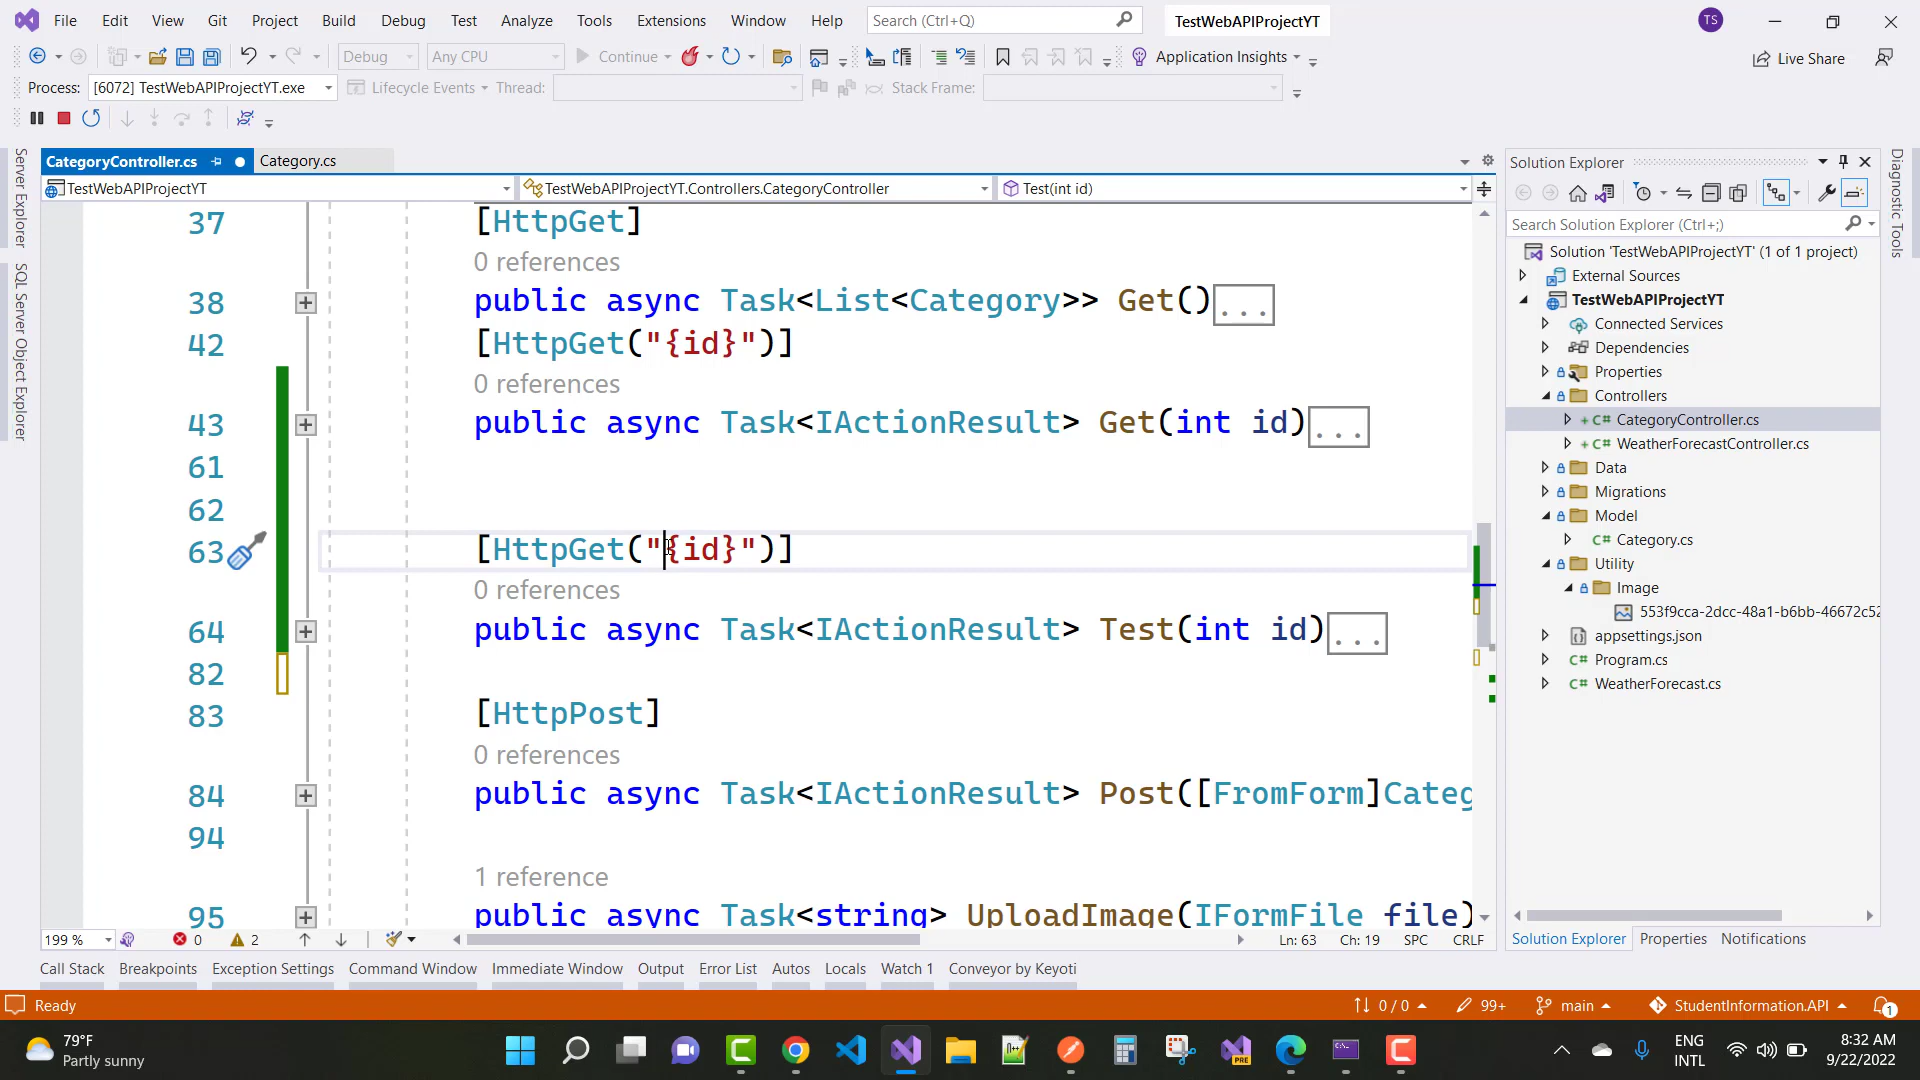 File Edit View Git Project Build Debug Test Analyze Tools Extensions Window Help Search (Ctrl+Q) TestWebAPIProjectYT TS
Debug Any CPU Continue Application Insights Live Share
Process: [6072] TestWebAPIProjectYT.exe Lifecycle Events Thread: Stack Frame:
Server Explorer
SQL Server Object Explorer
CategoryController.cs Category.cs
TestWebAPIProjectYT TestWebAPIProjectYT.Controllers.CategoryController Test(int id)
37 [HttpGet]
0 references
38 public async Task<List<Category>> Get()...
42 [HttpGet("{id}")]
0 references
43 public async Task<IActionResult> Get(int id)...
61
62
63 [HttpGet("{id}")]
0 references
64 public async Task<IActionResult> Test(int id)...
82
83 [HttpPost]
0 references
84 public async Task<IActionResult> Post([FromForm]Categ
94
1 reference
95 public async Task<string> UploadImage(IFormFile file)
199 % 0 2 Ln: 63 Ch: 19 SPC CRLF
Solution Explorer
Search Solution Explorer (Ctrl+;)
Solution 'TestWebAPIProjectYT' (1 of 1 project)
External Sources
TestWebAPIProjectYT
Connected Services
Dependencies
Properties
Controllers
C# CategoryController.cs
C# WeatherForecastController.cs
Data
Migrations
Model
C# Category.cs
Utility
Image
553f9cca-2dcc-48a1-b6bb-46672c52
appsettings.json
C# Program.cs
C# WeatherForecast.cs
Solution Explorer Properties Notifications
Diagnostic Tools
Call Stack Breakpoints Exception Settings Command Window Immediate Window Output Error List Autos Locals Watch 1 Conveyor by Keyoti
Ready 0 / 0 99+ main StudentInformation.API 1
79°F
Partly sunny
PRE
ENG
INTL
8:32 AM
9/22/2022